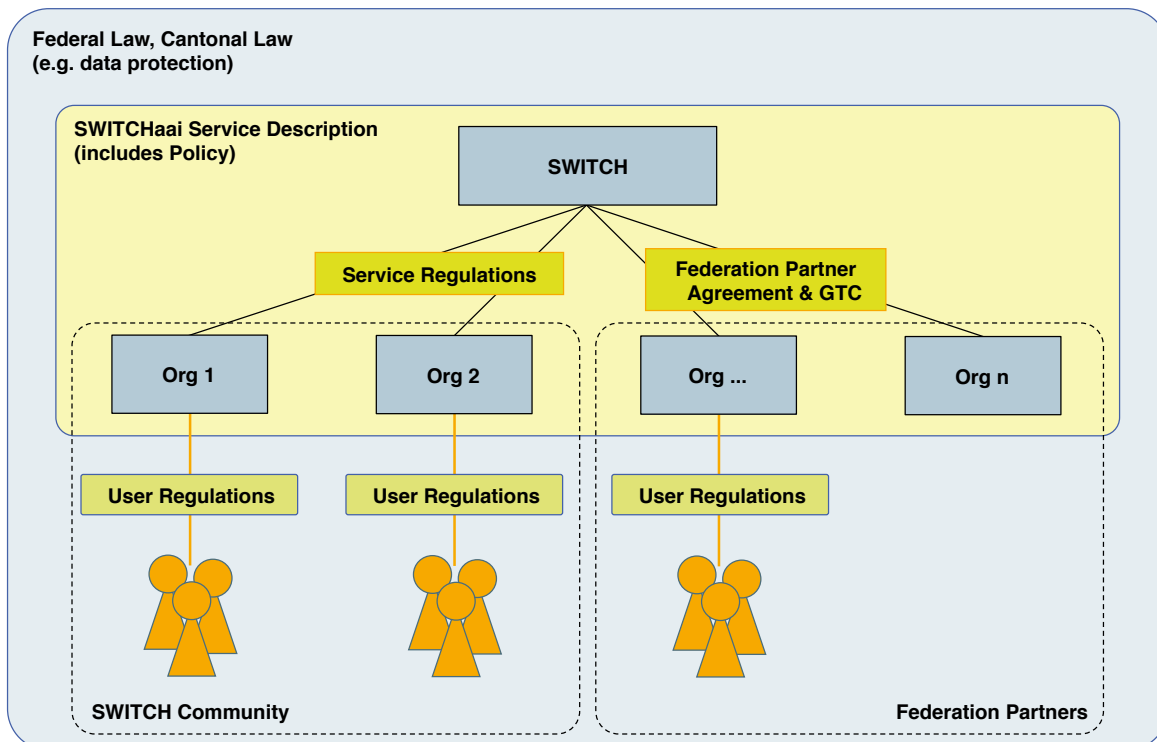 Federal Law, Cantonal Law
(e.g. data protection)
SWITCHaai Service Description
(includes Policy)
SWITCH
Service Regulations
Federation Partner
Agreement & GTC
Org 1
Org 2
Org ...
Org n
User Regulations
User Regulations
User Regulations
SWITCH Community
Federation Partners